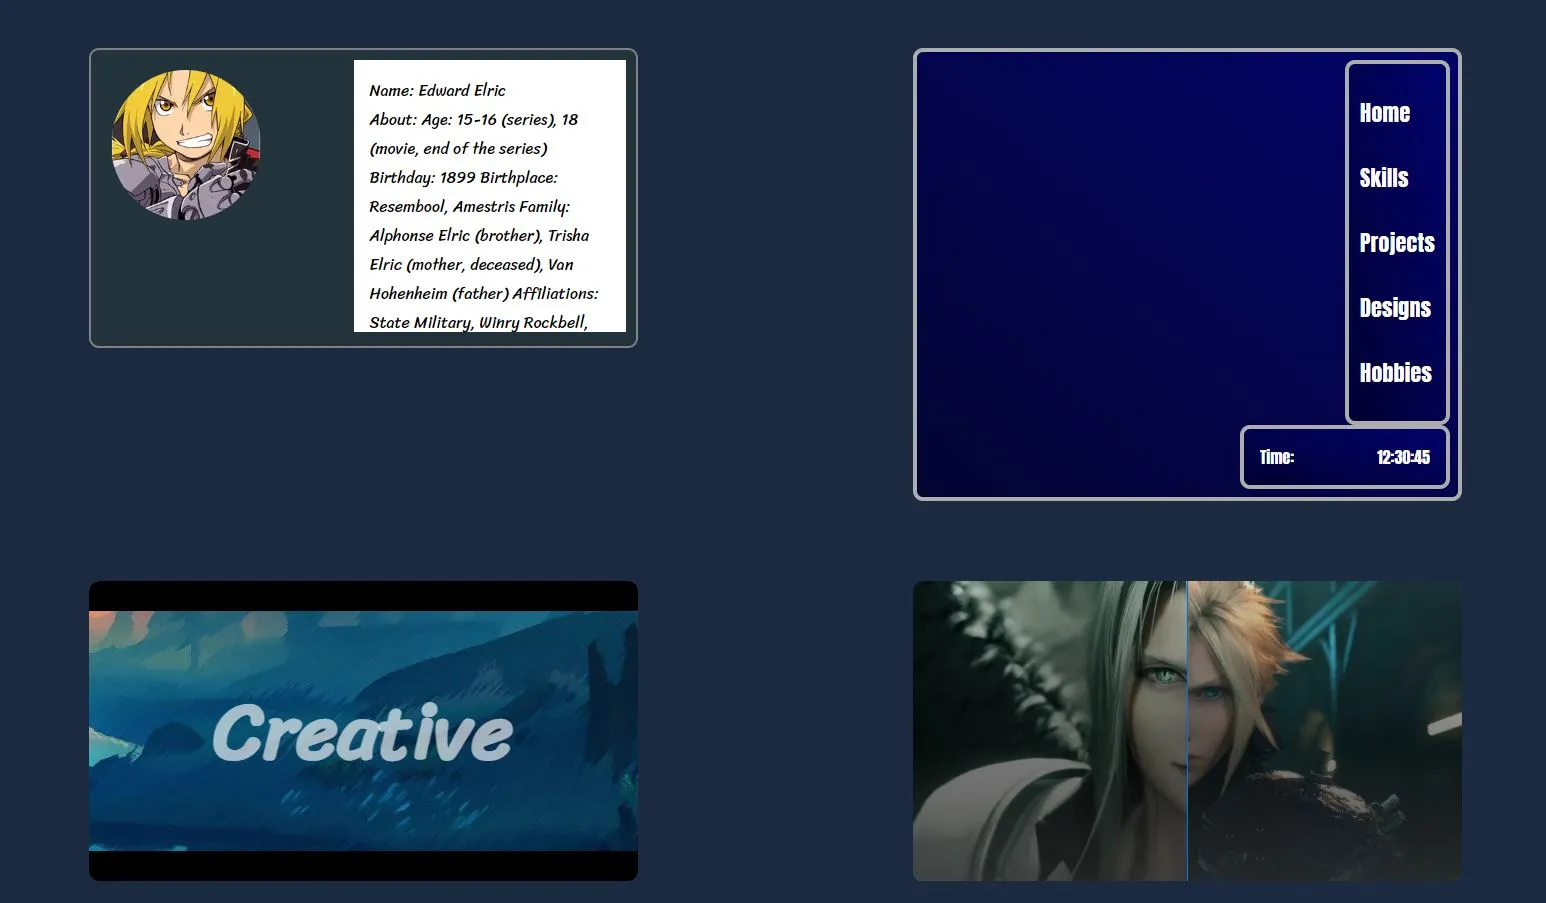 Name: Edward Elric
About: Age: 15-16 (series), 18
(movie, end of the series)
Birthday: 1899 Birthplace:
Resembool, Amestris Family:
Alphonse Elric (brother), Trisha
Elric (mother, deceased), Van
Hohenheim (father) Affiliations:
State Military, Winry Rockbell,
Home
Skills
Projects
Designs
Hobbies
Time: 12:30:45
Creative